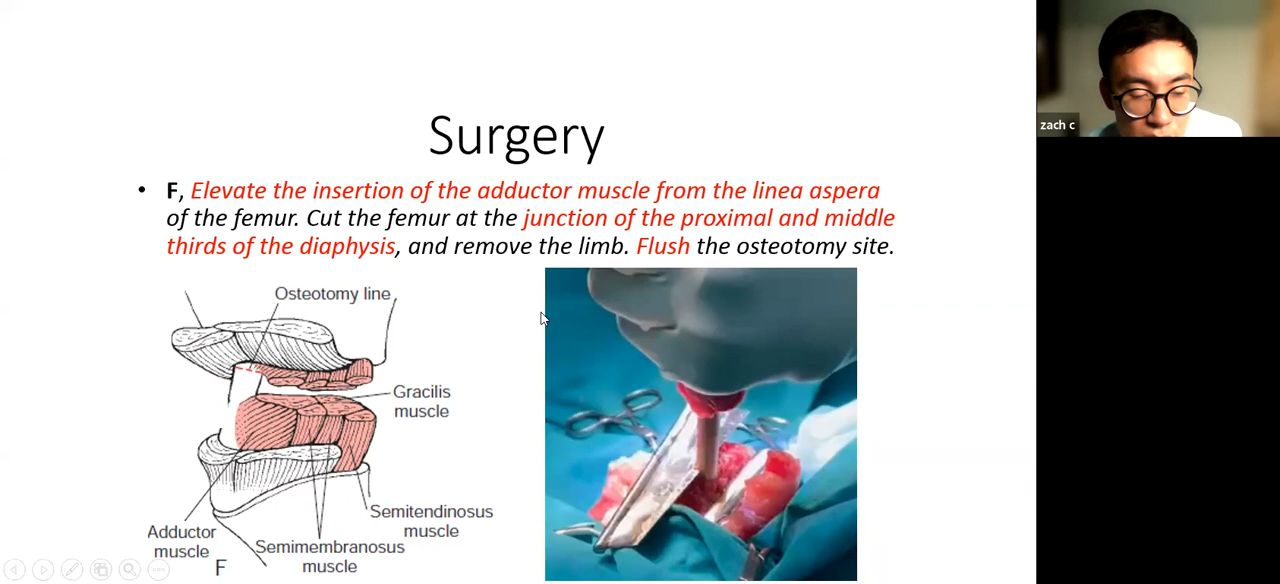 zach c
Surgery
• F, Elevate the insertion of the adductor muscle from the linea aspera
of the femur. Cut the femur at the junction of the proximal and middle
thirds of the diaphysis, and remove the limb. Flush the osteotomy site.
Osteotomy line
Gracilis
muscle
Semitendinosus
muscle
Adductor
muscle
Semimembranosus
muscle
F